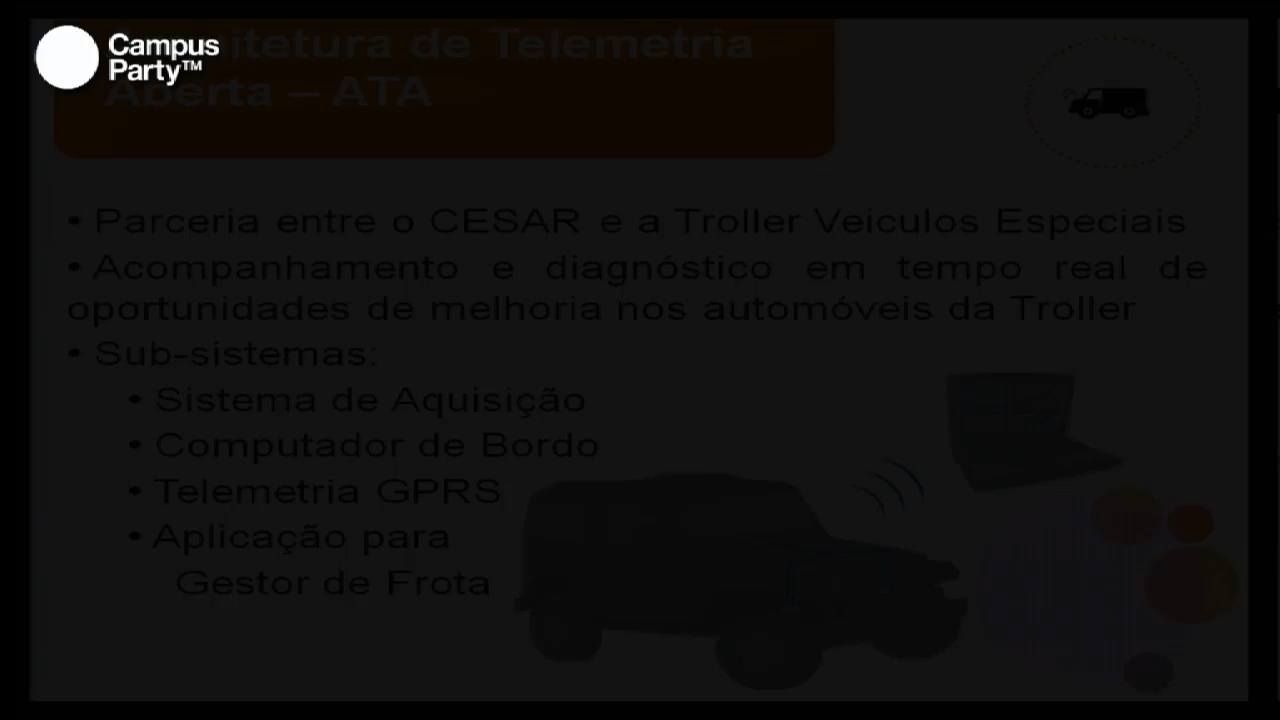 Campus
Party™
itetura de Telemetria
Aberta – ATA
• Parceria entre o CESAR e a Troller Veiculos Especiais
• Acompanhamento e diagnóstico em tempo real de
oportunidades de melhoria nos automóveis da Troller
• Sub-sistemas:
• Sistema de Aquisição
• Computador de Bordo
• Telemetria GPRS
• Aplicação para
Gestor de Frota